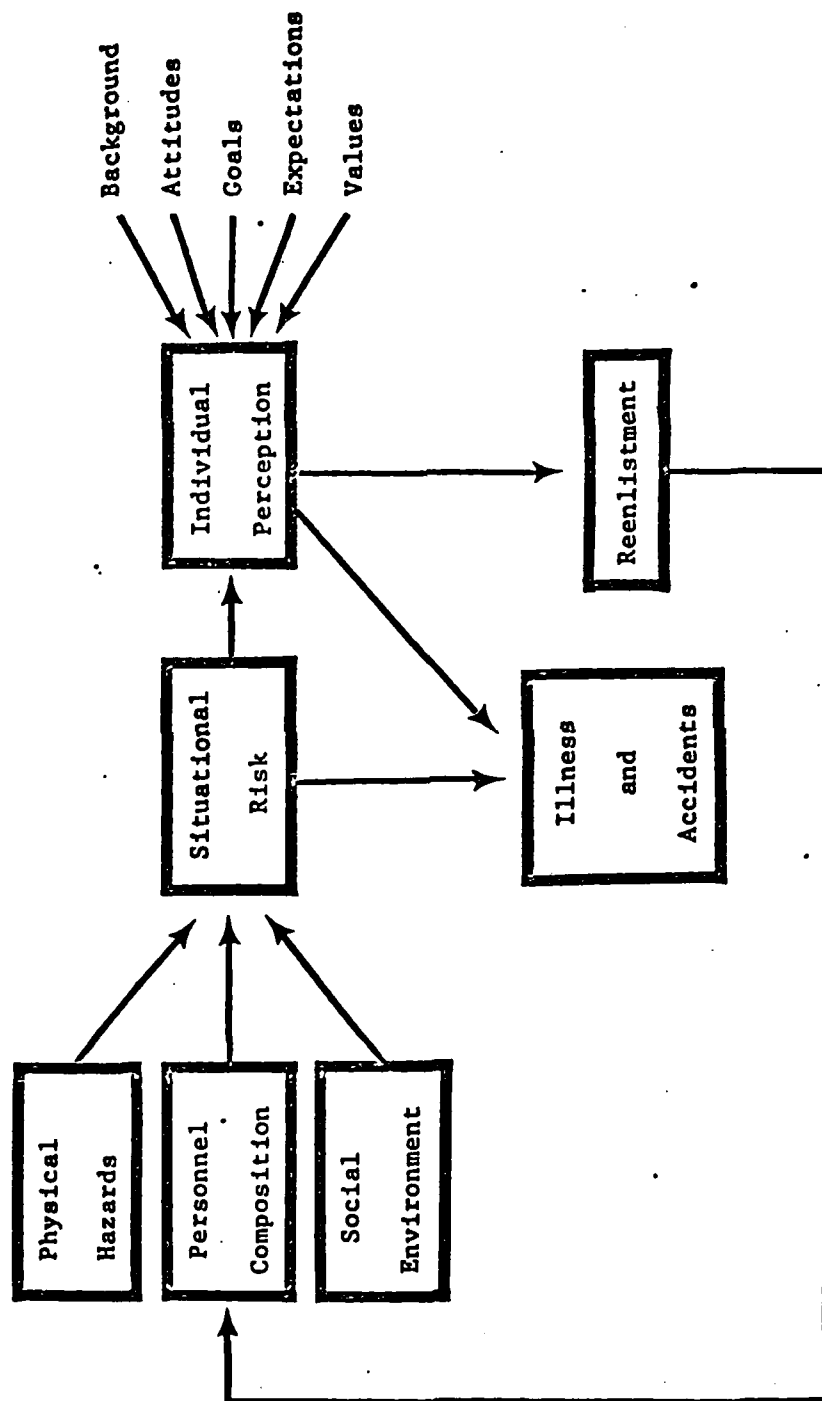 Physical
Hazards
Personnel
Composition
Social
Environment
Situational
Risk
Individual
Perception
Background
Attitudes
Goals
Expectations
Values
Illness
and
Accidents
Reenlistment